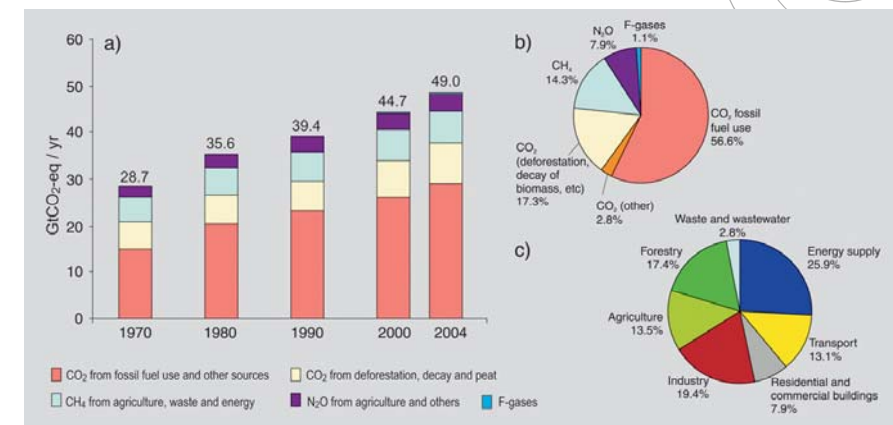 a)
GtCO₂-eq / yr
60
50
40
30
20
10
0
28.7
35.6
39.4
44.7
49.0
1970
1980
1990
2000
2004
CO₂ from fossil fuel use and other sources
CO₂ from deforestation, decay and peat
CH₄ from agriculture, waste and energy
N₂O from agriculture and others
F-gases
b)
F-gases
1.1%
N₂O
7.9%
CH₄
14.3%
CO₂ fossil
fuel use
56.6%
CO₂
(deforestation,
decay of
biomass, etc)
17.3%
CO₂ (other)
2.8%
c)
Waste and wastewater
2.8%
Forestry
17.4%
Energy supply
25.9%
Agriculture
13.5%
Transport
13.1%
Industry
19.4%
Residential and
commercial buildings
7.9%